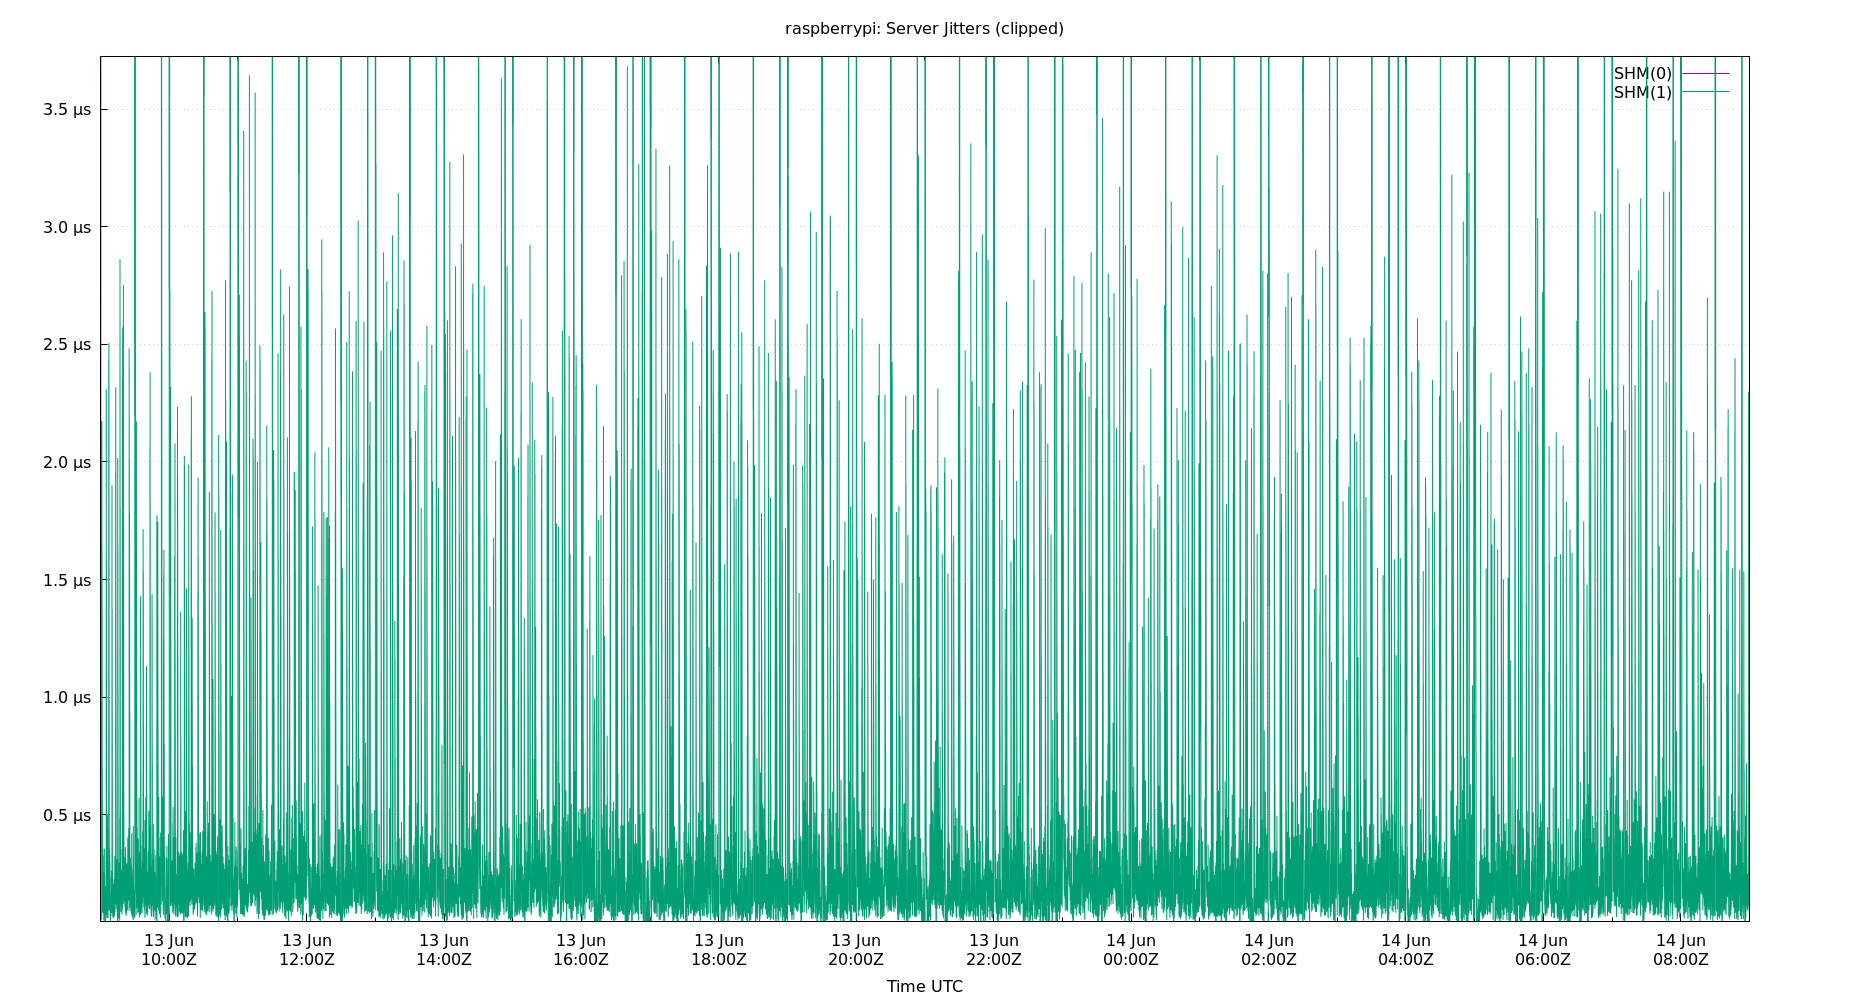 raspberrypi: Server Jitters (clipped)
SHM(0)
SHM(1)
3.5 µs
3.0 µs
2.5 µs
2.0 µs
1.5 µs
1.0 µs
0.5 µs
13 Jun 13 Jun 13 Jun 13 Jun 13 Jun 13 Jun 13 Jun 14 Jun 14 Jun 14 Jun 14 Jun 14 Jun
10:00Z 12:00Z 14:00Z 16:00Z 18:00Z 20:00Z 22:00Z 00:00Z 02:00Z 04:00Z 06:00Z 08:00Z
Time UTC